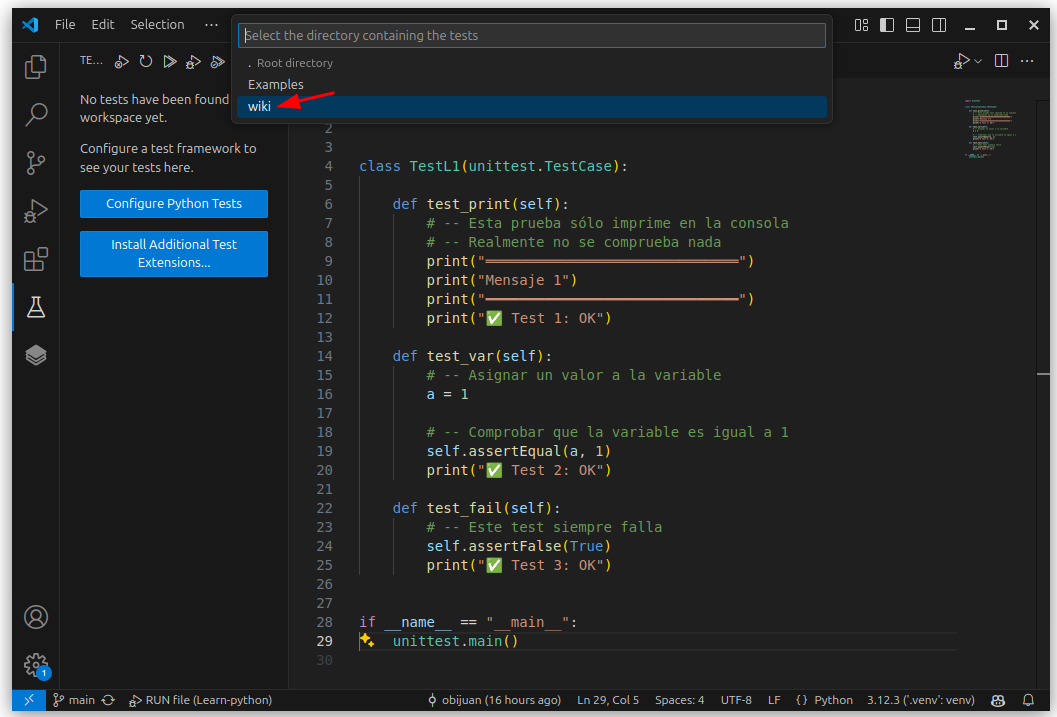 File Edit Selection ···
Select the directory containing the tests
. Root directory
Examples
wiki
TE...
No tests have been found
workspace yet.
Configure a test framework to
see your tests here.
Configure Python Tests
Install Additional Test
Extensions...
2
3
4 class TestL1(unittest.TestCase):
5
6 def test_print(self):
7 # -- Esta prueba sólo imprime en la consola
8 # -- Realmente no se comprueba nada
9 print("══════════════════════════════")
10 print("Mensaje 1")
11 print("══════════════════════════════")
12 print("✅ Test 1: OK")
13
14 def test_var(self):
15 # -- Asignar un valor a la variable
16 a = 1
17
18 # -- Comprobar que la variable es igual a 1
19 self.assertEqual(a, 1)
20 print("✅ Test 2: OK")
21
22 def test_fail(self):
23 # -- Este test siempre falla
24 self.assertFalse(True)
25 print("✅ Test 3: OK")
26
27
28 if __name__ == "__main__":
29 unittest.main()
30
1
main RUN file (Learn-python) obijuan (16 hours ago) Ln 29, Col 5 Spaces: 4 UTF-8 LF {} Python 3.12.3 ('.venv': venv)